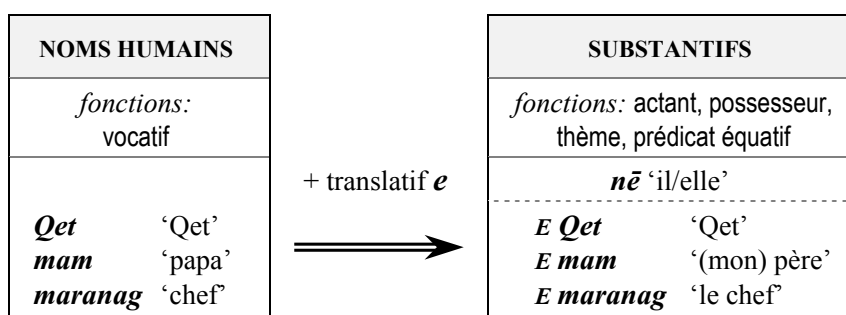 NOMS HUMAINS
fonctions:
vocatif
Qet ‘Qet’
mam ‘papa’
maranag ‘chef’
+ translatif e
SUBSTANTIFS
fonctions: actant, possesseur,
thème, prédicat équatif
nē ‘il/elle’
E Qet ‘Qet’
E mam ‘(mon) père’
E maranag ‘le chef’